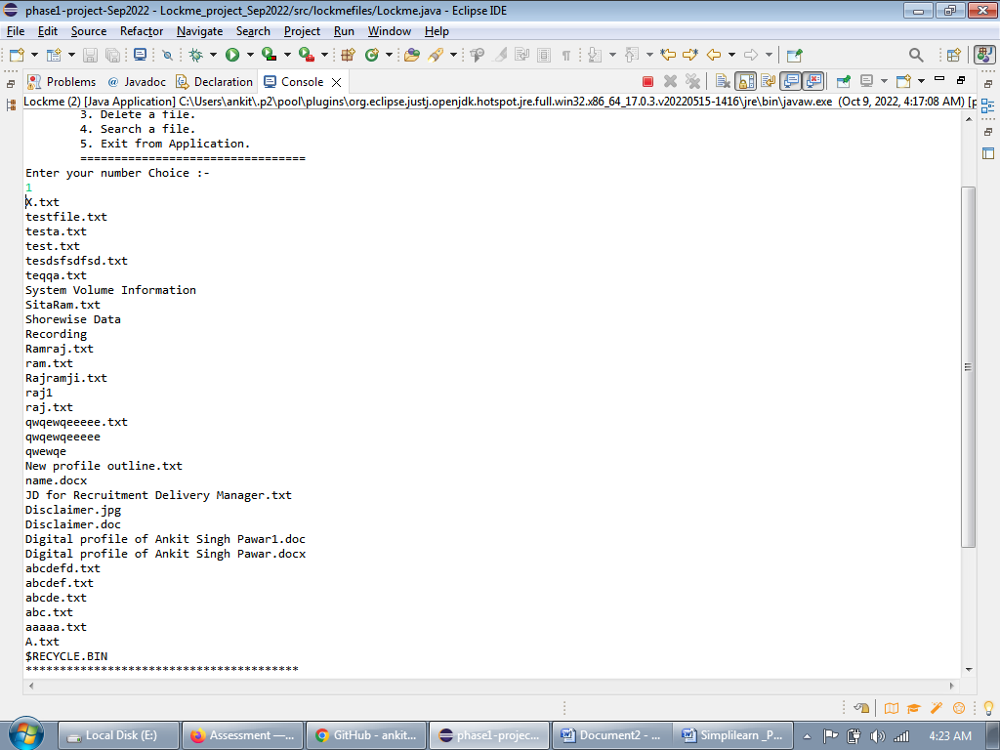 phase1-project-Sep2022 - Lockme_project_Sep2022/src/lockmefiles/Lockme.java - Eclipse IDE
File Edit Source Refactor Navigate Search Project Run Window Help
Problems @ Javadoc Declaration Console
Lockme (2) [Java Application] C:\Users\ankit\.p2\pool\plugins\org.eclipse.justj.openjdk.hotspot.jre.full.win32.x86_64_17.0.3.v20220515-1416\jre\bin\javaw.exe (Oct 9, 2022, 4:17:08 AM) [p
3. Delete a file.
4. Search a file.
5. Exit from Application.
=================================
Enter your number Choice :-
1
X.txt
testfile.txt
testa.txt
test.txt
tesdsfsdfsd.txt
teqqa.txt
System Volume Information
SitaRam.txt
Shorewise Data
Recording
Ramraj.txt
ram.txt
Rajramji.txt
raj1
raj.txt
qwqewqeeeee.txt
qwqewqeeeee
qwewqe
New profile outline.txt
name.docx
JD for Recruitment Delivery Manager.txt
Disclaimer.jpg
Disclaimer.doc
Digital profile of Ankit Singh Pawar1.doc
Digital profile of Ankit Singh Pawar.docx
abcdefd.txt
abcdef.txt
abcde.txt
abc.txt
aaaaa.txt
A.txt
$RECYCLE.BIN
****************************************
Local Disk (E:) Assessment —... GitHub - ankit... phase1-projec... Document2 - ... Simplilearn _P... 4:23 AM